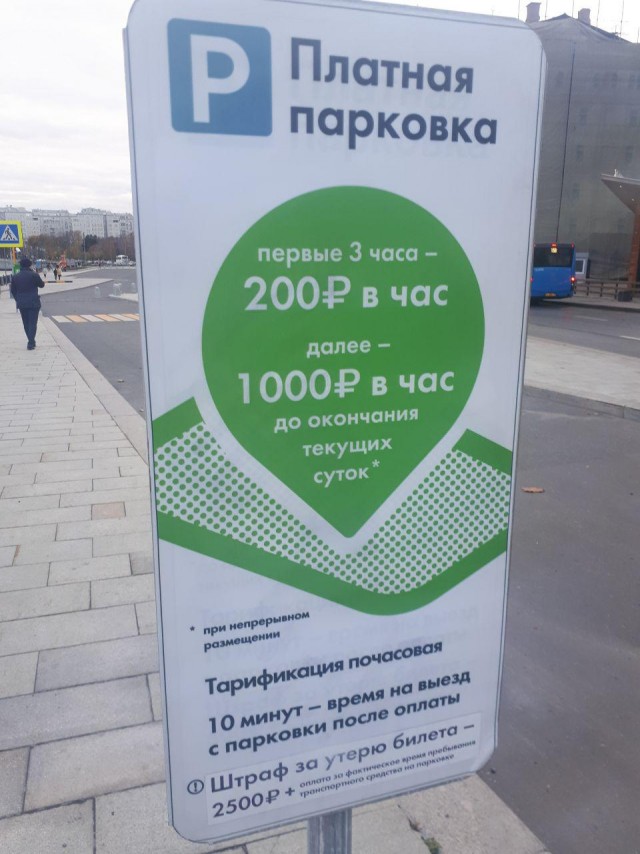 P
Платная
парковка
первые 3 часа –
200₽ в час
далее –
1000₽ в час
до окончания
текущих
суток*
* при непрерывном
размещении
Тарификация почасовая
10 минут – время на выезд
с парковки после оплаты
Штраф за утерю билета –
2500₽ + оплата за фактическое время пребывания
транспортного средства на парковке